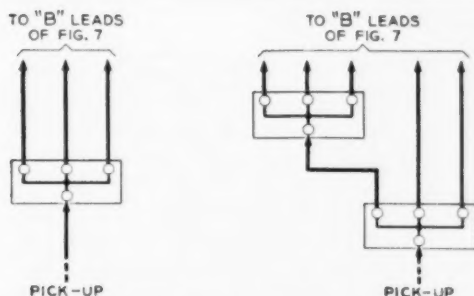 TO "B" LEADS
OF FIG. 7
PICK-UP
TO "B" LEADS
OF FIG. 7
PICK-UP